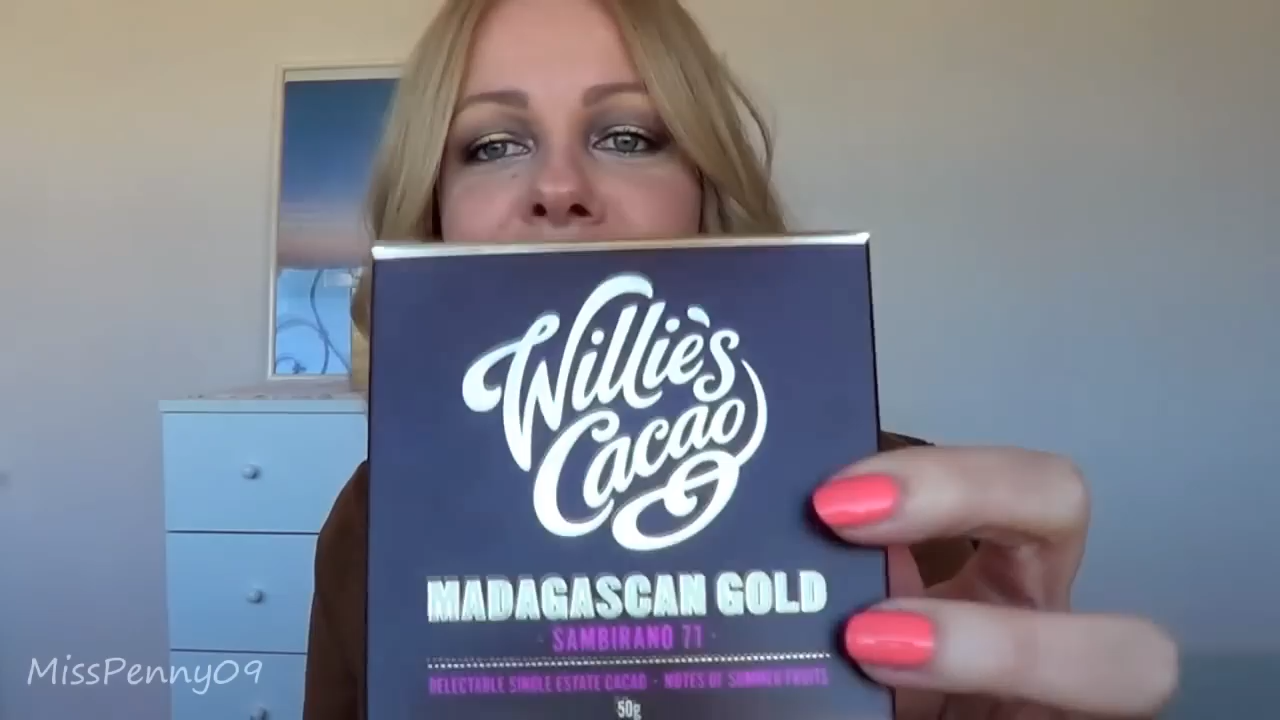 Willie's
Cacao
MADAGASCAN GOLD
· SAMBIRANO 71 ·
DELECTABLE SINGLE ESTATE CACAO · NOTES OF SUMMER FRUITS
50g
MissPenny09